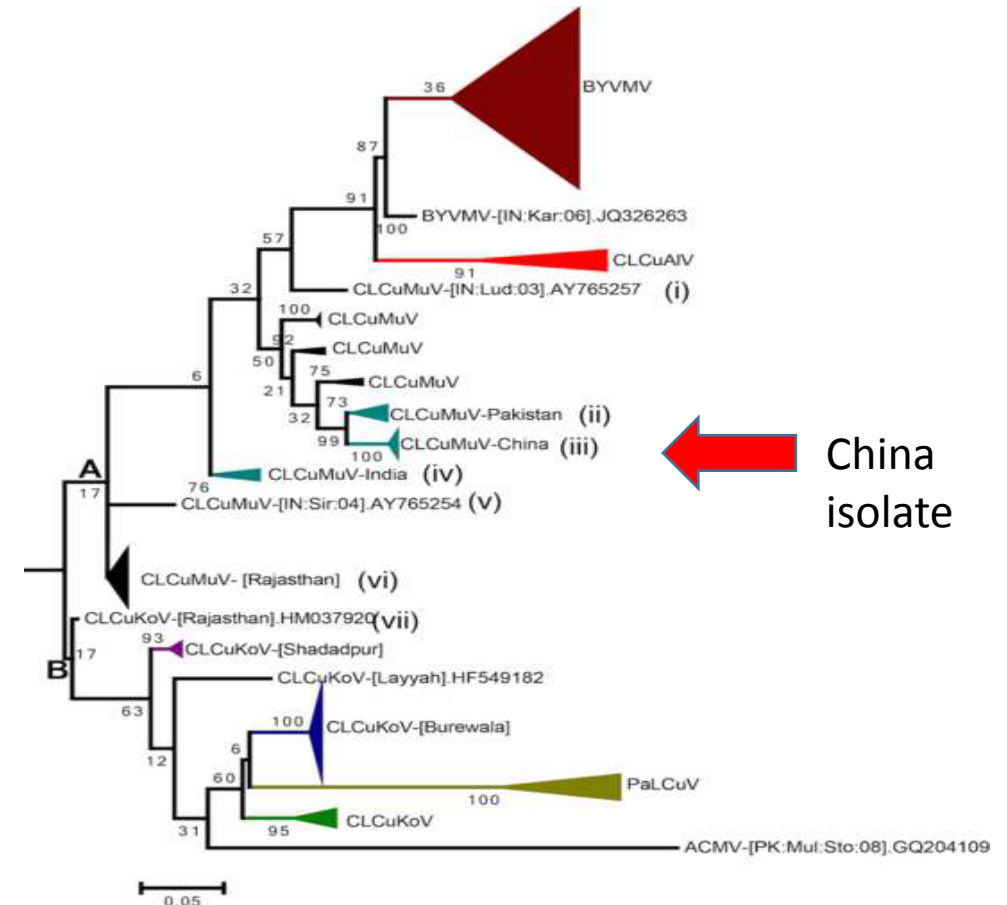 36
BYVMV
87
91
BYVMV-[IN:Kar:06].JQ326263
100
57
CLCuAlV
91
32
CLCuMuV-[IN:Lud:03].AY765257 (i)
100
CLCuMuV
92
CLCuMuV
50
75
CLCuMuV
6
21
73
32
CLCuMuV-Pakistan (ii)
99
CLCuMuV-China (iii)
100
China
isolate
A
CLCuMuV-India (iv)
17
76
CLCuMuV-[IN:Sir:04].AY765254 (v)
CLCuMuV- [Rajasthan] (vi)
CLCuKoV-[Rajasthan].HM037920 (vii)
93
17
CLCuKoV-[Shadadpur]
B
CLCuKoV-[Layyah].HF549182
63
100
CLCuKoV-[Burewala]
6
12
60
PaLCuV
100
CLCuKoV
31
95
ACMV-[PK:Mul:Sto:08].GQ204109
0.05